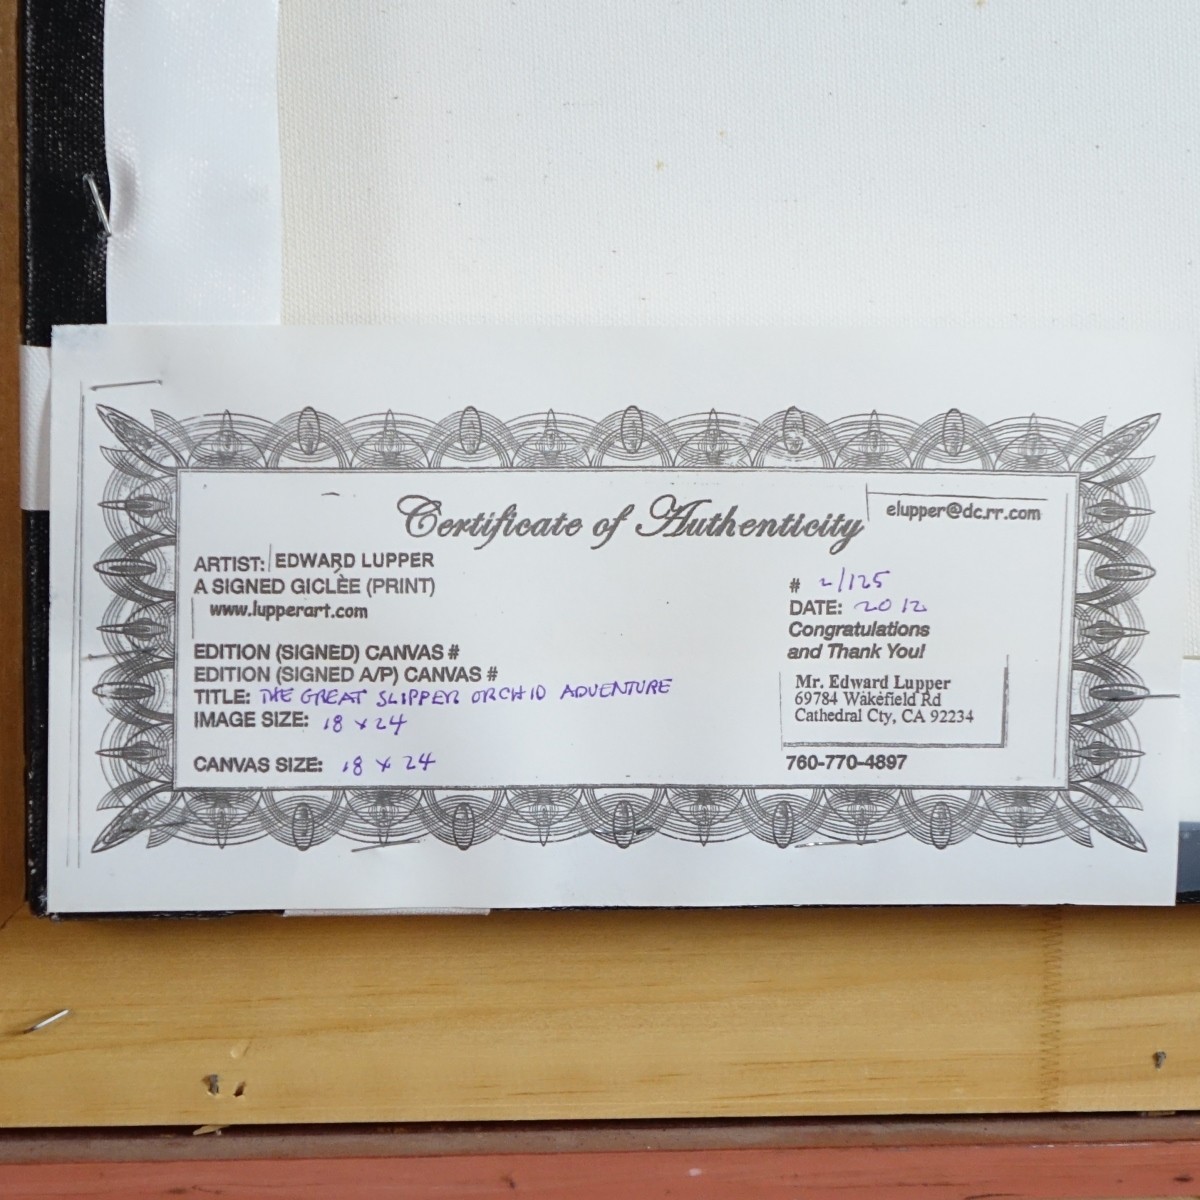 Certificate of Authenticity
elupper@dc.rr.com
ARTIST: EDWARD LUPPER
A SIGNED GICLÈE (PRINT)
www.lupperart.com
# 2/125
DATE: 2012
Congratulations
and Thank You!
EDITION (SIGNED) CANVAS #
EDITION (SIGNED A/P) CANVAS #
TITLE: THE GREAT SLIPPER ORCHID ADVENTURE
IMAGE SIZE: 18 x 24
CANVAS SIZE: 18 x 24
Mr. Edward Lupper
69784 Wakefield Rd
Cathedral Cty, CA 92234
760-770-4897